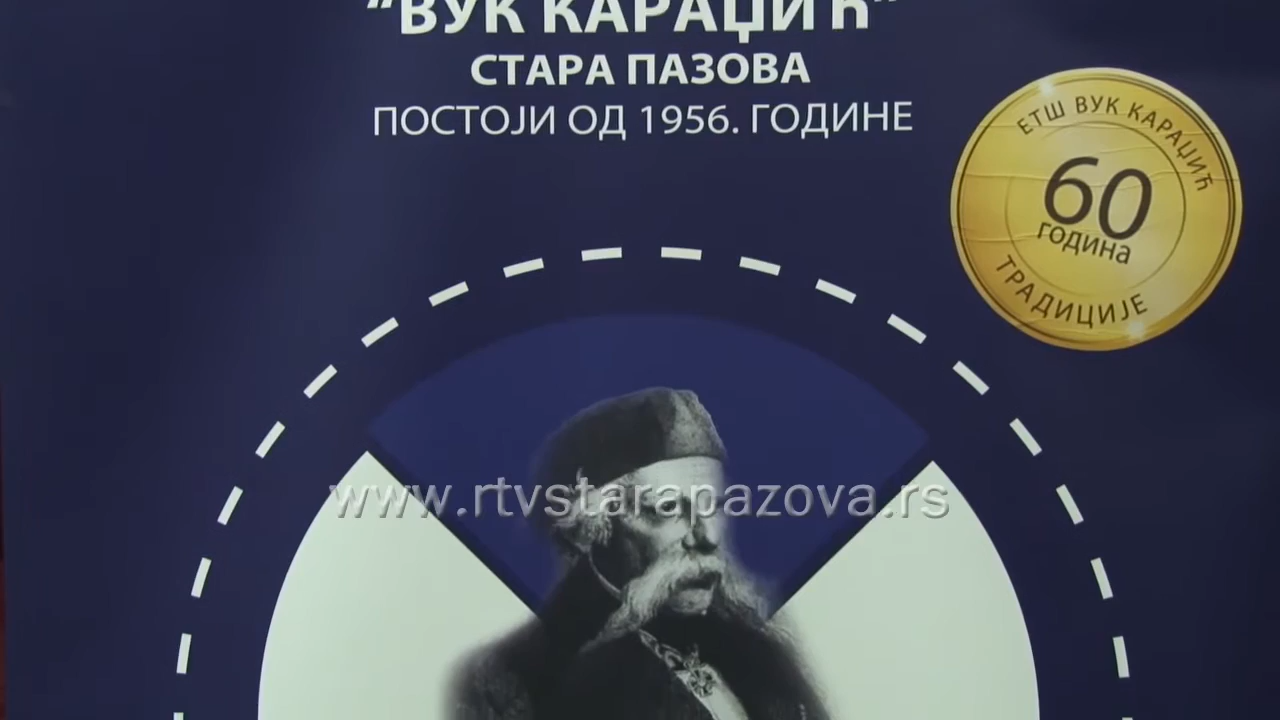 "ВУК КАРАЏИЋ"
СТАРА ПАЗОВА
ПОСТОЈИ ОД 1956. ГОДИНЕ
ЕТШ ВУК КАРАЏИЋ
60
година
ТРАДИЦИЈЕ
www.rtvstarapazova.rs